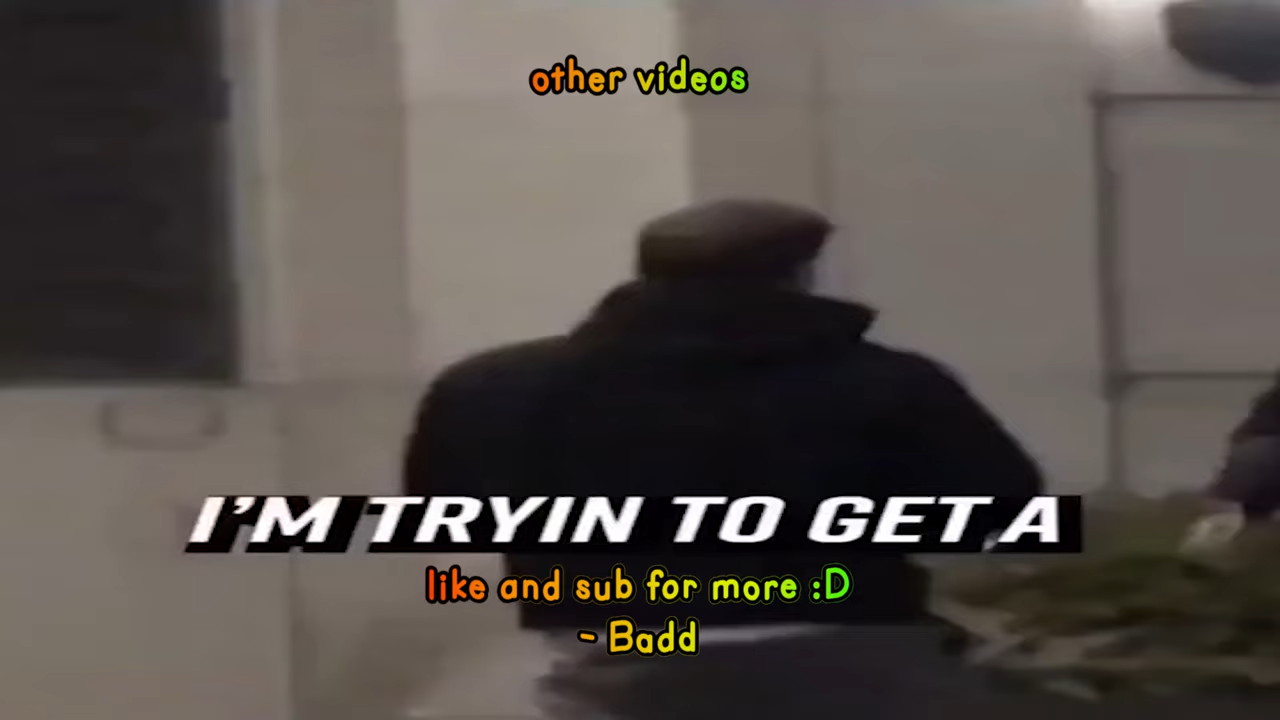 other videos
I'M TRYIN TO GET A
like and sub for more :D
- Badd